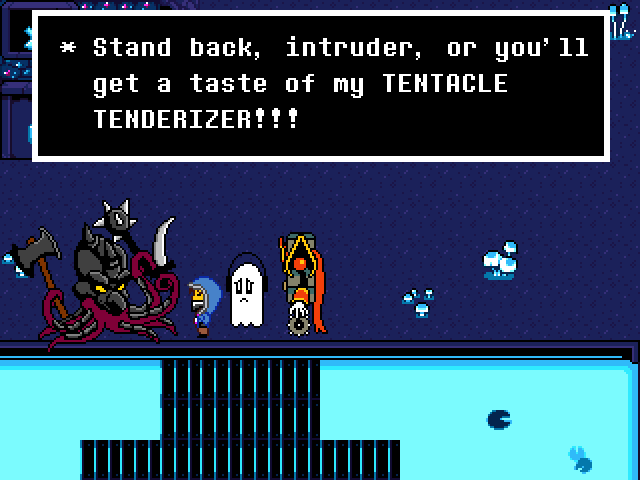 * Stand back, intruder, or you'll
get a taste of my TENTACLE
TENDERIZER!!!